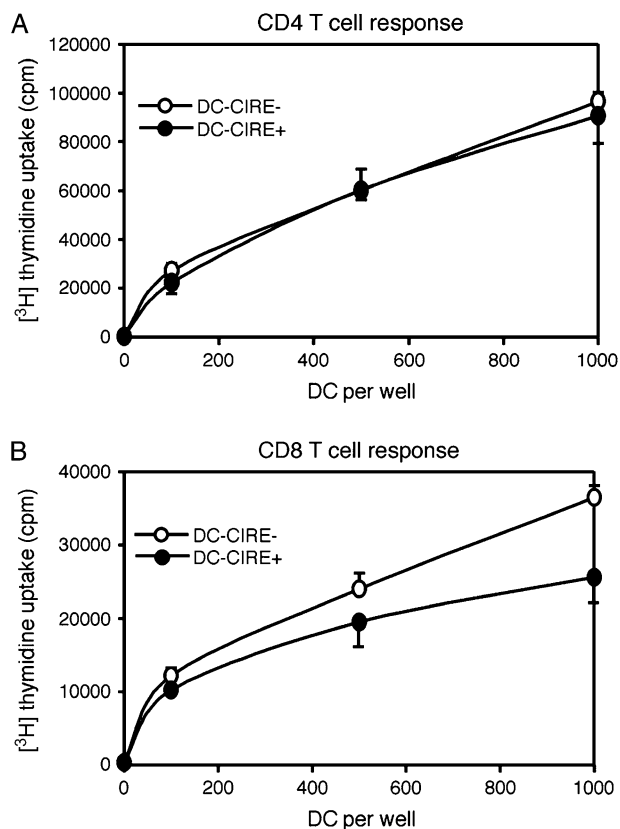 A
CD4 T cell response
120000
100000
80000
60000
40000
20000
0
[³H] thymidine uptake (cpm)
DC-CIRE-
DC-CIRE+
0 200 400 600 800 1000
DC per well
B
CD8 T cell response
40000
30000
20000
10000
0
[³H] thymidine uptake (cpm)
DC-CIRE-
DC-CIRE+
0 200 400 600 800 1000
DC per well